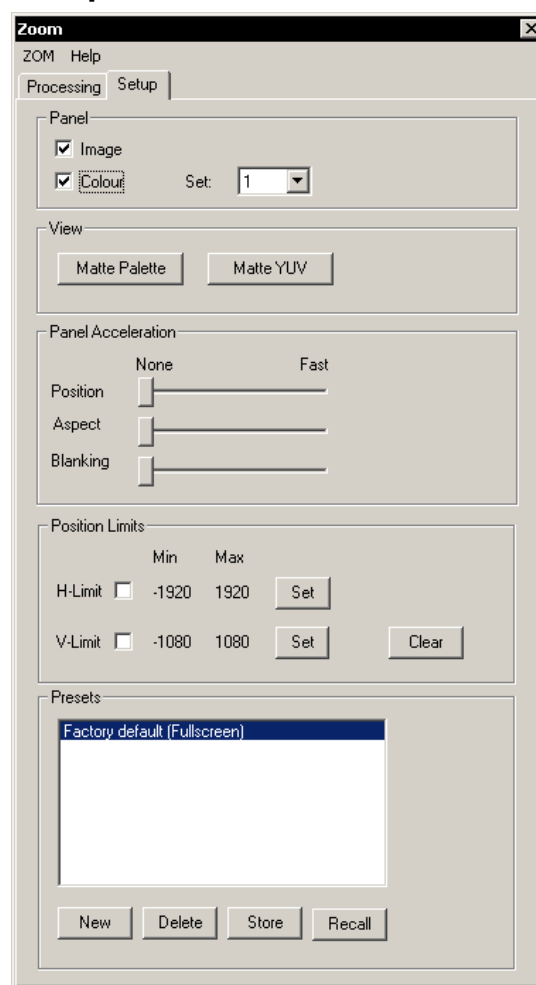 Zoom
ZOM Help
Processing Setup
Panel
Image
Colour Set: 1
View
Matte Palette Matte YUV
Panel Acceleration
None Fast
Position
Aspect
Blanking
Position Limits
Min Max
H-Limit -1920 1920 Set
V-Limit -1080 1080 Set Clear
Presets
Factory default (Fullscreen)
New Delete Store Recall